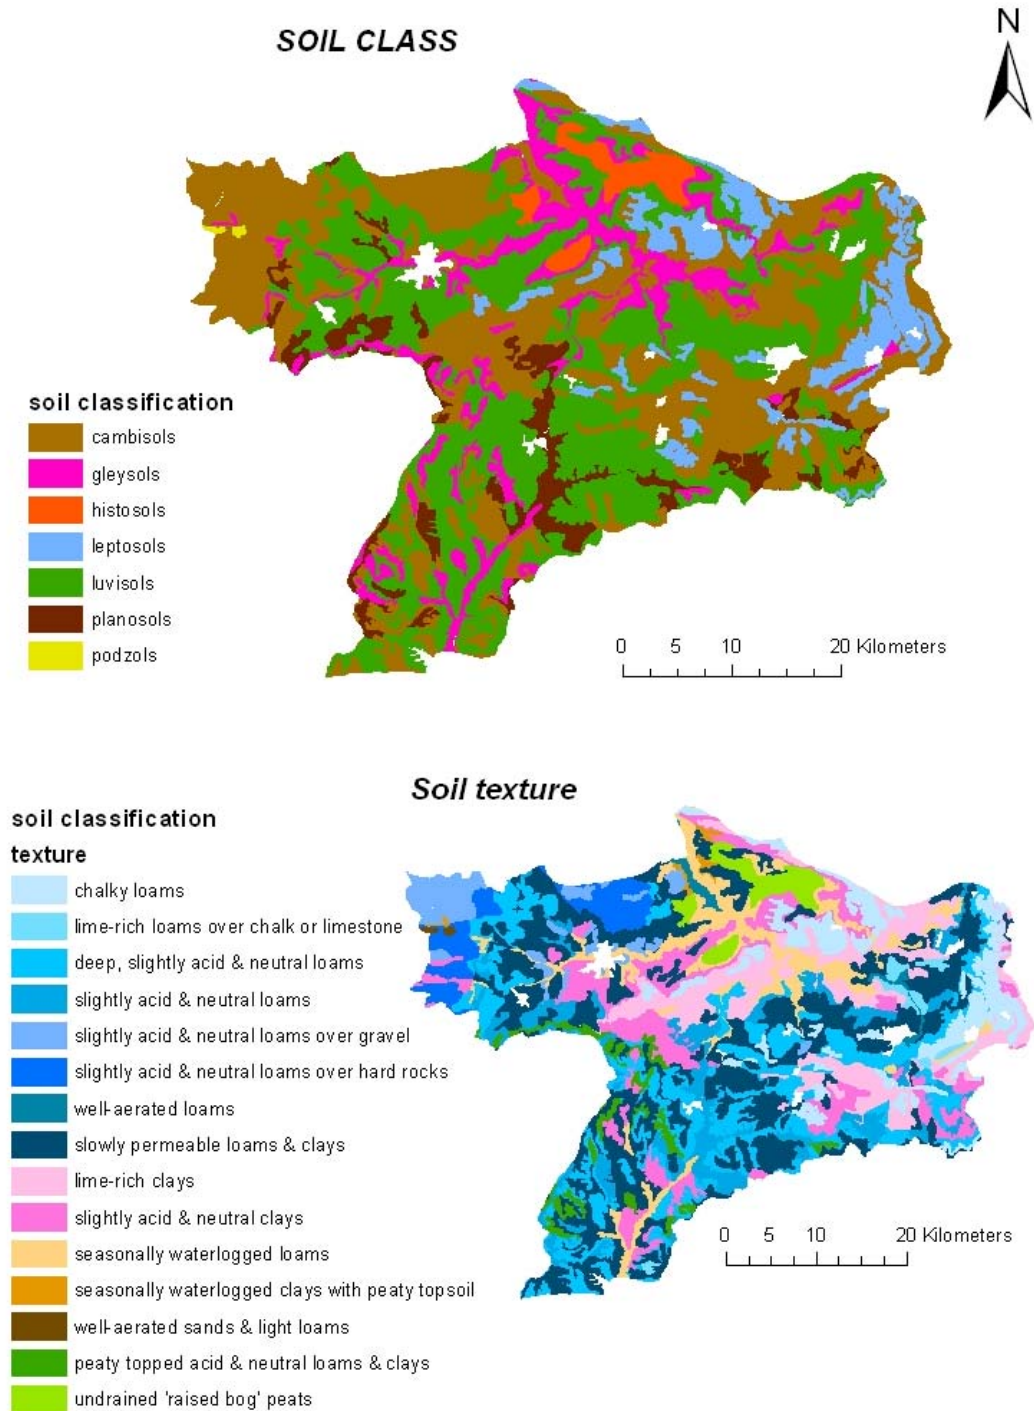 N
SOIL CLASS
soil classification
cambisols
gleysols
histosols
leptosols
luvisols
planosols
podzols
0 5 10 20 Kilometers
Soil texture
soil classification
texture
chalky loams
lime-rich loams over chalk or limestone
deep, slightly acid & neutral loams
slightly acid & neutral loams
slightly acid & neutral loams over gravel
slightly acid & neutral loams over hard rocks
well-aerated loams
slowly permeable loams & clays
lime-rich clays
slightly acid & neutral clays
seasonally waterlogged loams
seasonally waterlogged clays with peaty topsoil
well-aerated sands & light loams
peaty topped acid & neutral loams & clays
undrained 'raised bog' peats
0 5 10 20 Kilometers